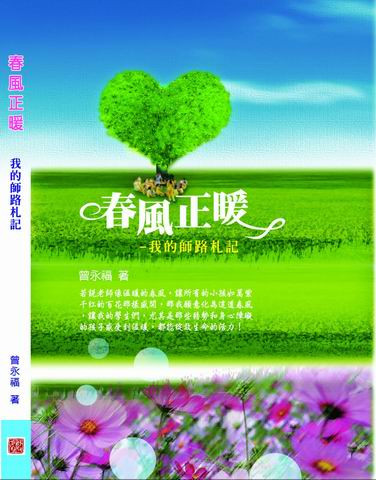 春風正暖
我的師路札記
曾永福 著
春風正暖
-我的師路札記
曾永福 著
若說老師像溫暖的春風，讓所有的小孩如萬紫
千紅的百花那樣盛開，那我願意化為這道春風
，讓我的學生們，尤其是那些弱勢和身心障礙
的孩子感受到溫暖，都能綻放生命的活力！